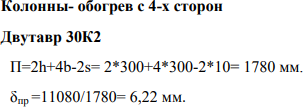 Колонны- обогрев с 4-х сторон
Двутавр 30К2
П=2h+4b-2s= 2*300+4*300-2*10= 1780 мм.
δпр =11080/1780= 6,22 мм.